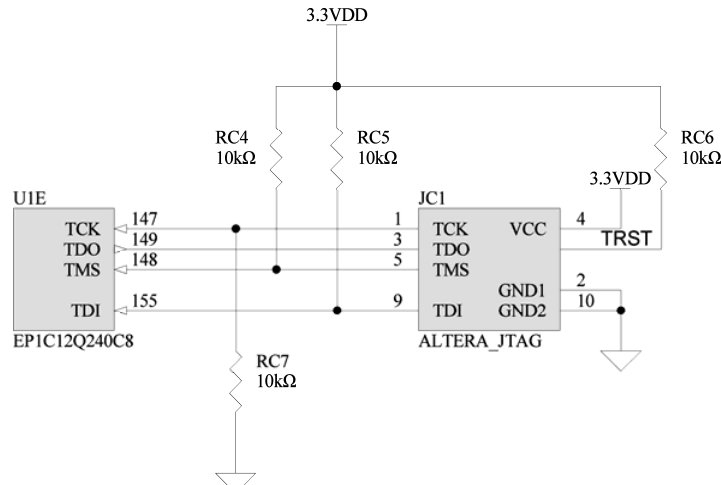 3.3VDD
RC4
10kΩ
RC5
10kΩ
RC6
10kΩ
3.3VDD
U1E
JC1
TCK 147 1 TCK VCC 4
TDO 149 3 TDO TRST
TMS 148 5 TMS
GND1 2
TDI 155 9 TDI GND2 10
EP1C12Q240C8
ALTERA_JTAG
RC7
10kΩ